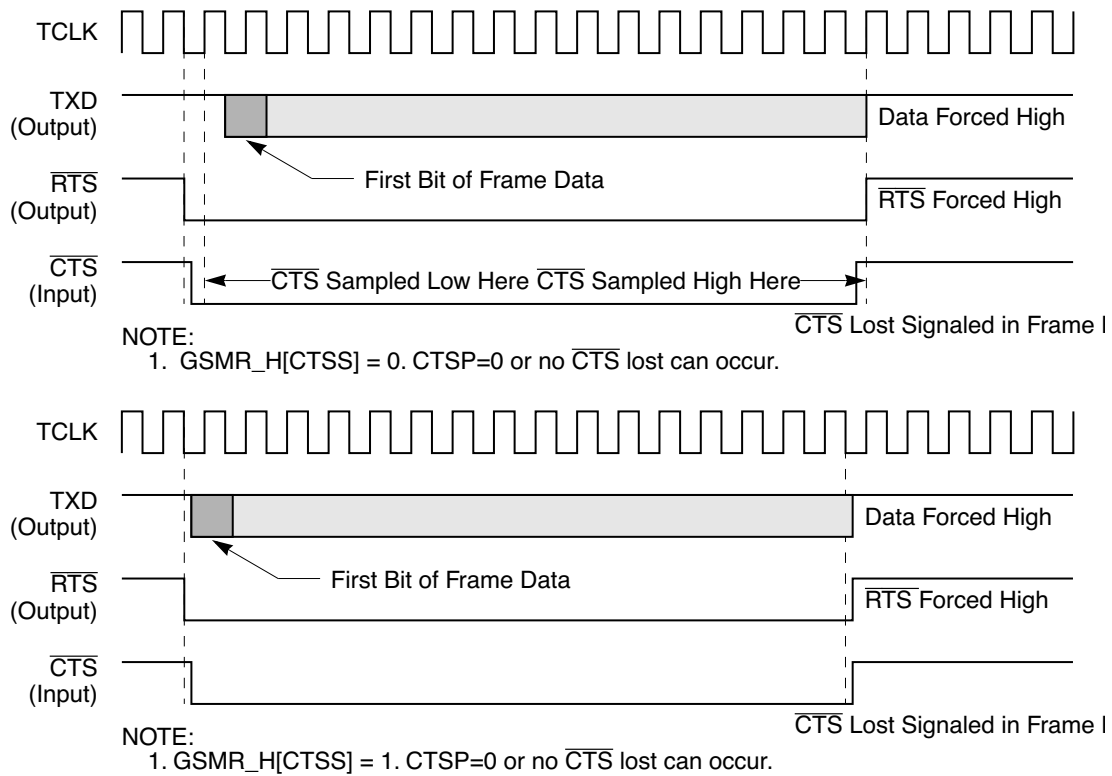 TCLK
TXD
(Output)
Data Forced High
First Bit of Frame Data
RTS
(Output)
RTS Forced High
CTS
(Input)
CTS Sampled Low Here CTS Sampled High Here
CTS Lost Signaled in Frame
NOTE:
1. GSMR_H[CTSS] = 0. CTSP=0 or no CTS lost can occur.
TCLK
TXD
(Output)
Data Forced High
First Bit of Frame Data
RTS
(Output)
RTS Forced High
CTS
(Input)
CTS Lost Signaled in Frame
NOTE:
1. GSMR_H[CTSS] = 1. CTSP=0 or no CTS lost can occur.